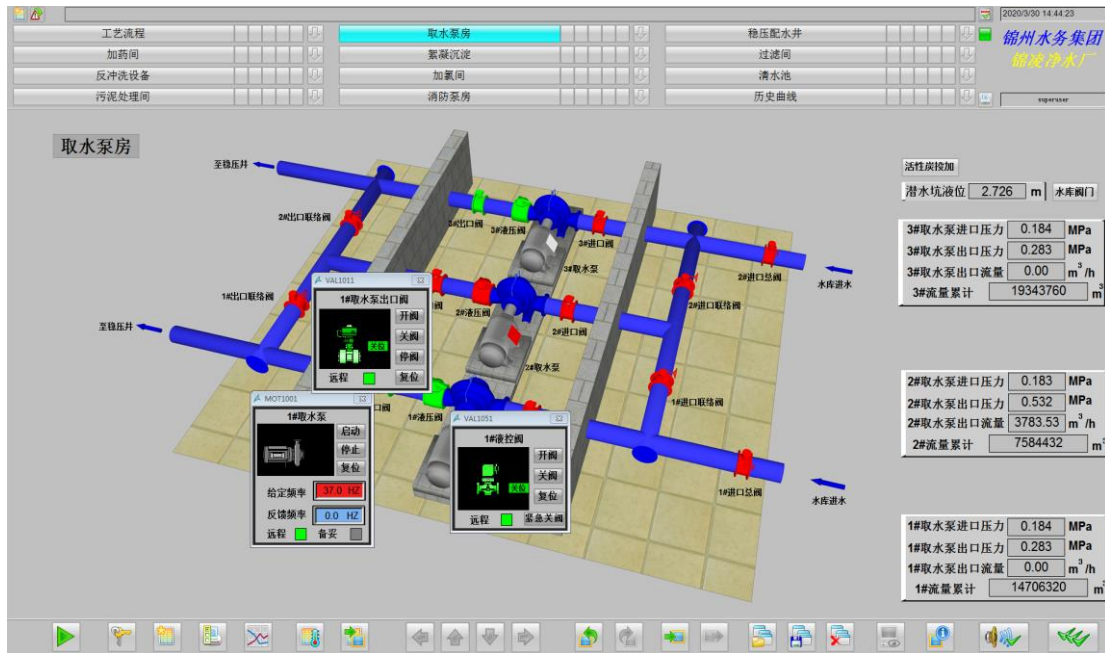 2020/3/30 14:44:23
工艺流程
取水泵房
稳压配水井
锦州水务集团
加药间
絮凝沉淀
过滤间
锦凌净水厂
反冲洗设备
加氯间
清水池
污泥处理间
消防泵房
历史曲线
superuser
取水泵房
至稳压井
活性炭投加
潜水坑液位 2.726 m 水库阀门
2#出口联络阀
3#出口阀
3#液压阀
3#进口阀
3#取水泵
2#进口总阀
水库进水
3#取水泵进口压力 0.184 MPa
3#取水泵出口压力 0.283 MPa
3#取水泵出口流量 0.00 m³/h
3#流量累计 19343760 m³
VAL1011
1#取水泵出口阀
开阀
关阀
关位
停阀
远程 复位
1#出口联络阀
至稳压井
2#液压阀
2#进口阀
2#取水泵
2#进口联络阀
2#取水泵进口压力 0.183 MPa
2#取水泵出口压力 0.532 MPa
2#取水泵出口流量 3783.53 m³/h
2#流量累计 7584432 m³
MOT1001
1#取水泵
启动
停止
复位
给定频率 37.0 HZ
反馈频率 0.0 HZ
远程 备妥
口阀
1#液压阀
VAL1051
1#液控阀
开阀
关阀
关位
复位
远程 紧急关阀
1#进口联络阀
1#进口总阀
水库进水
1#取水泵进口压力 0.184 MPa
1#取水泵出口压力 0.283 MPa
1#取水泵出口流量 0.00 m³/h
1#流量累计 14706320 m³